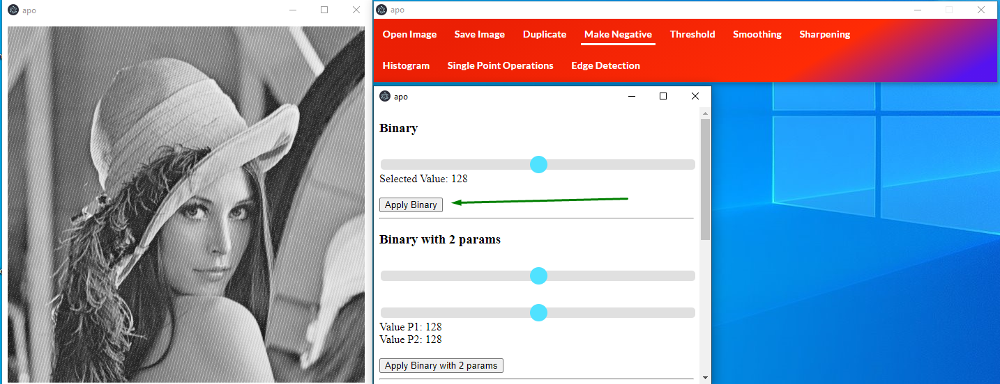 apo
apo
Open Image Save Image Duplicate Make Negative Threshold Smoothing Sharpening
Histogram Single Point Operations Edge Detection
apo
Binary
Selected Value: 128
Apply Binary
Binary with 2 params
Value P1: 128
Value P2: 128
Apply Binary with 2 params